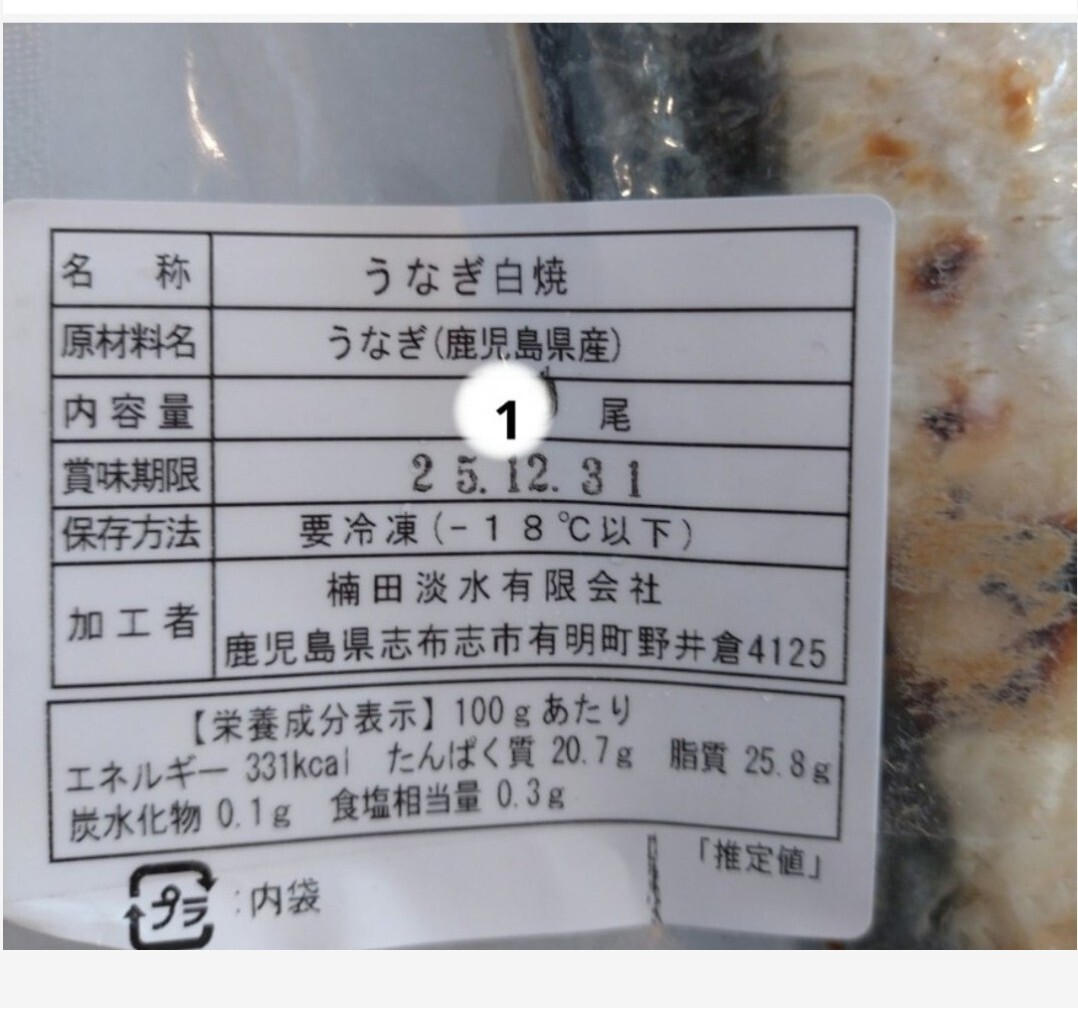 名 称 うなぎ白焼
原材料名 うなぎ(鹿児島県産)
内容量 1 尾
賞味期限 25.12.31
保存方法 要冷凍(-18℃以下)
加工者 楠田淡水有限会社
鹿児島県志布志市有明町野井倉4125
【栄養成分表示】100gあたり
エネルギー 331kcal たんぱく質 20.7g 脂質 25.8g
炭水化物 0.1g 食塩相当量 0.3g
「推定値」
プラ :内袋